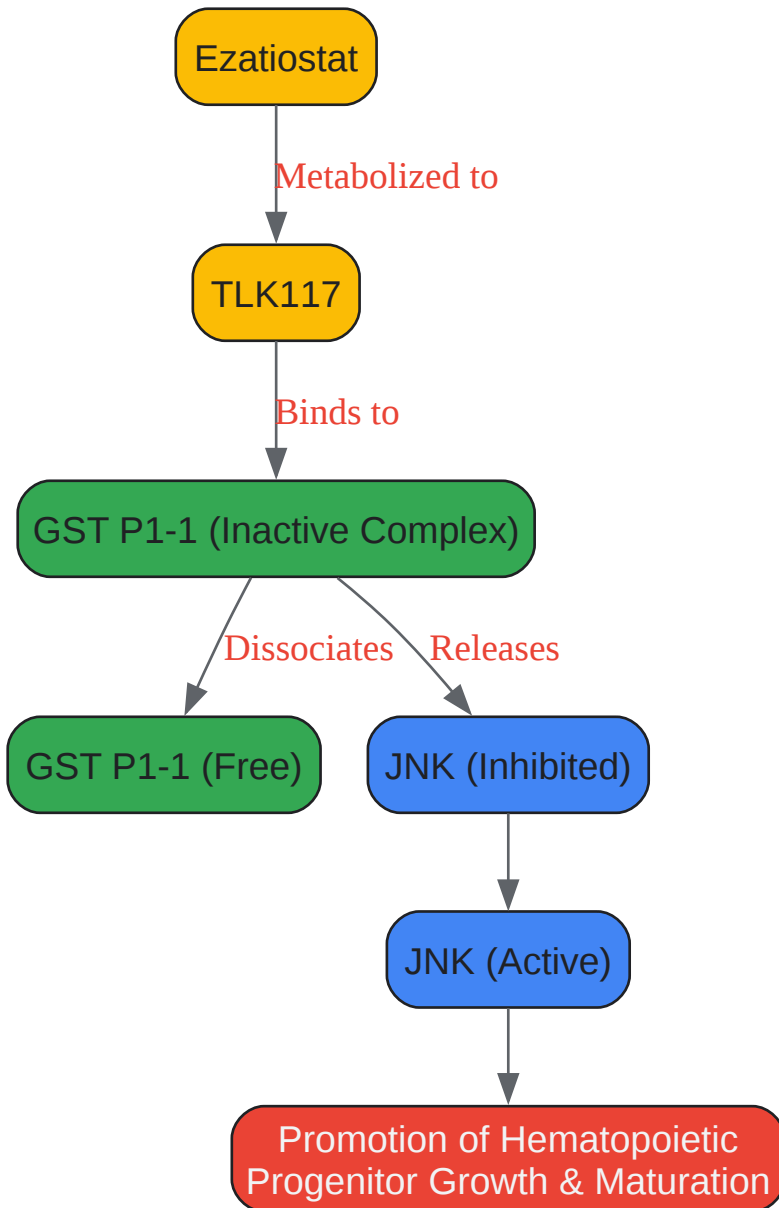 Ezatiostat
Metabolized to
TLK117
Binds to
GST P1-1 (Inactive Complex)
Dissociates
Releases
GST P1-1 (Free)
JNK (Inhibited)
JNK (Active)
Promotion of Hematopoietic
Progenitor Growth & Maturation